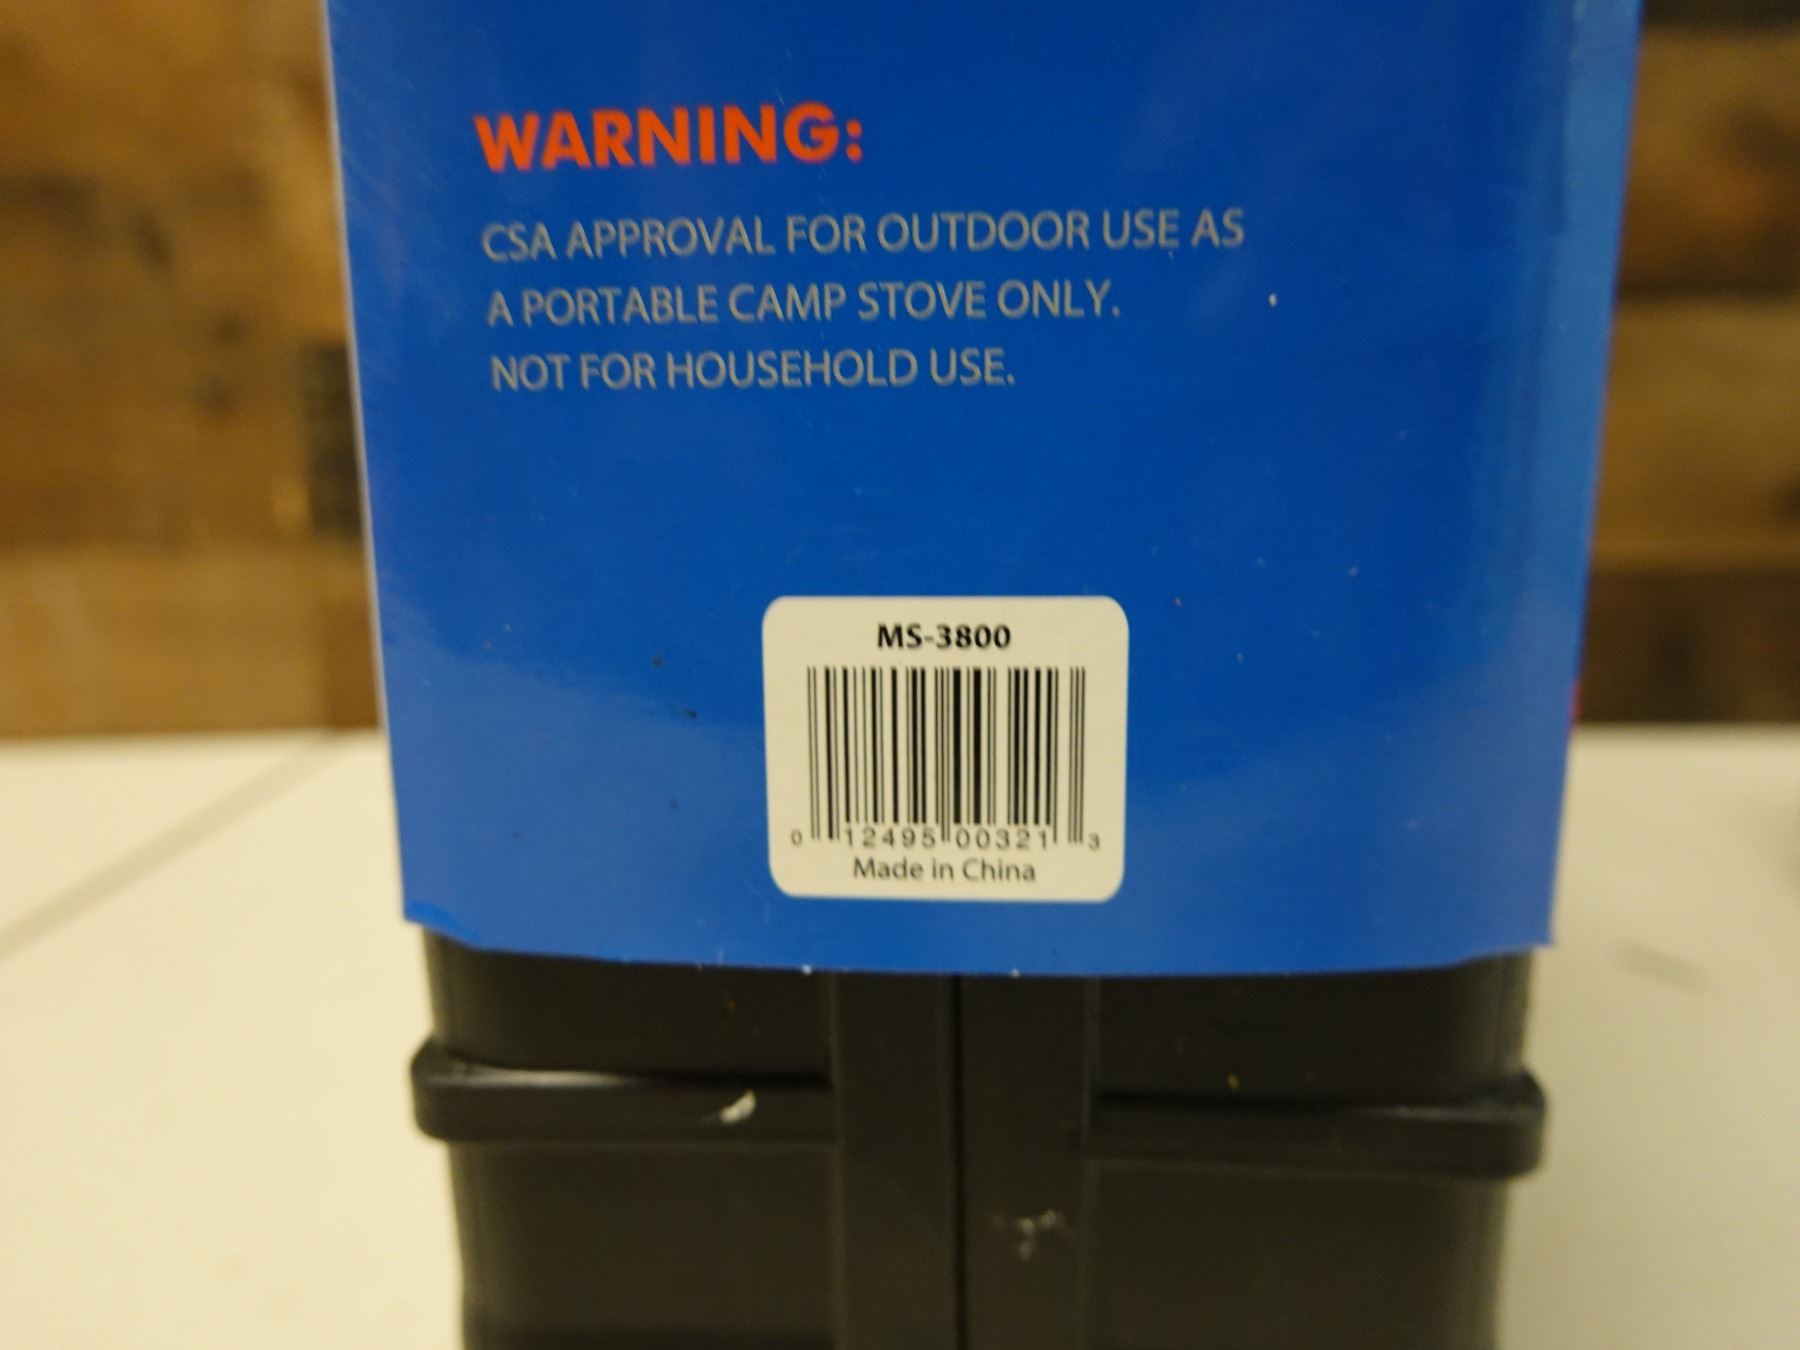 WARNING:
CSA APPROVAL FOR OUTDOOR USE AS
A PORTABLE CAMP STOVE ONLY.
NOT FOR HOUSEHOLD USE.
MS-3800
0 12495 00321 3
Made in China